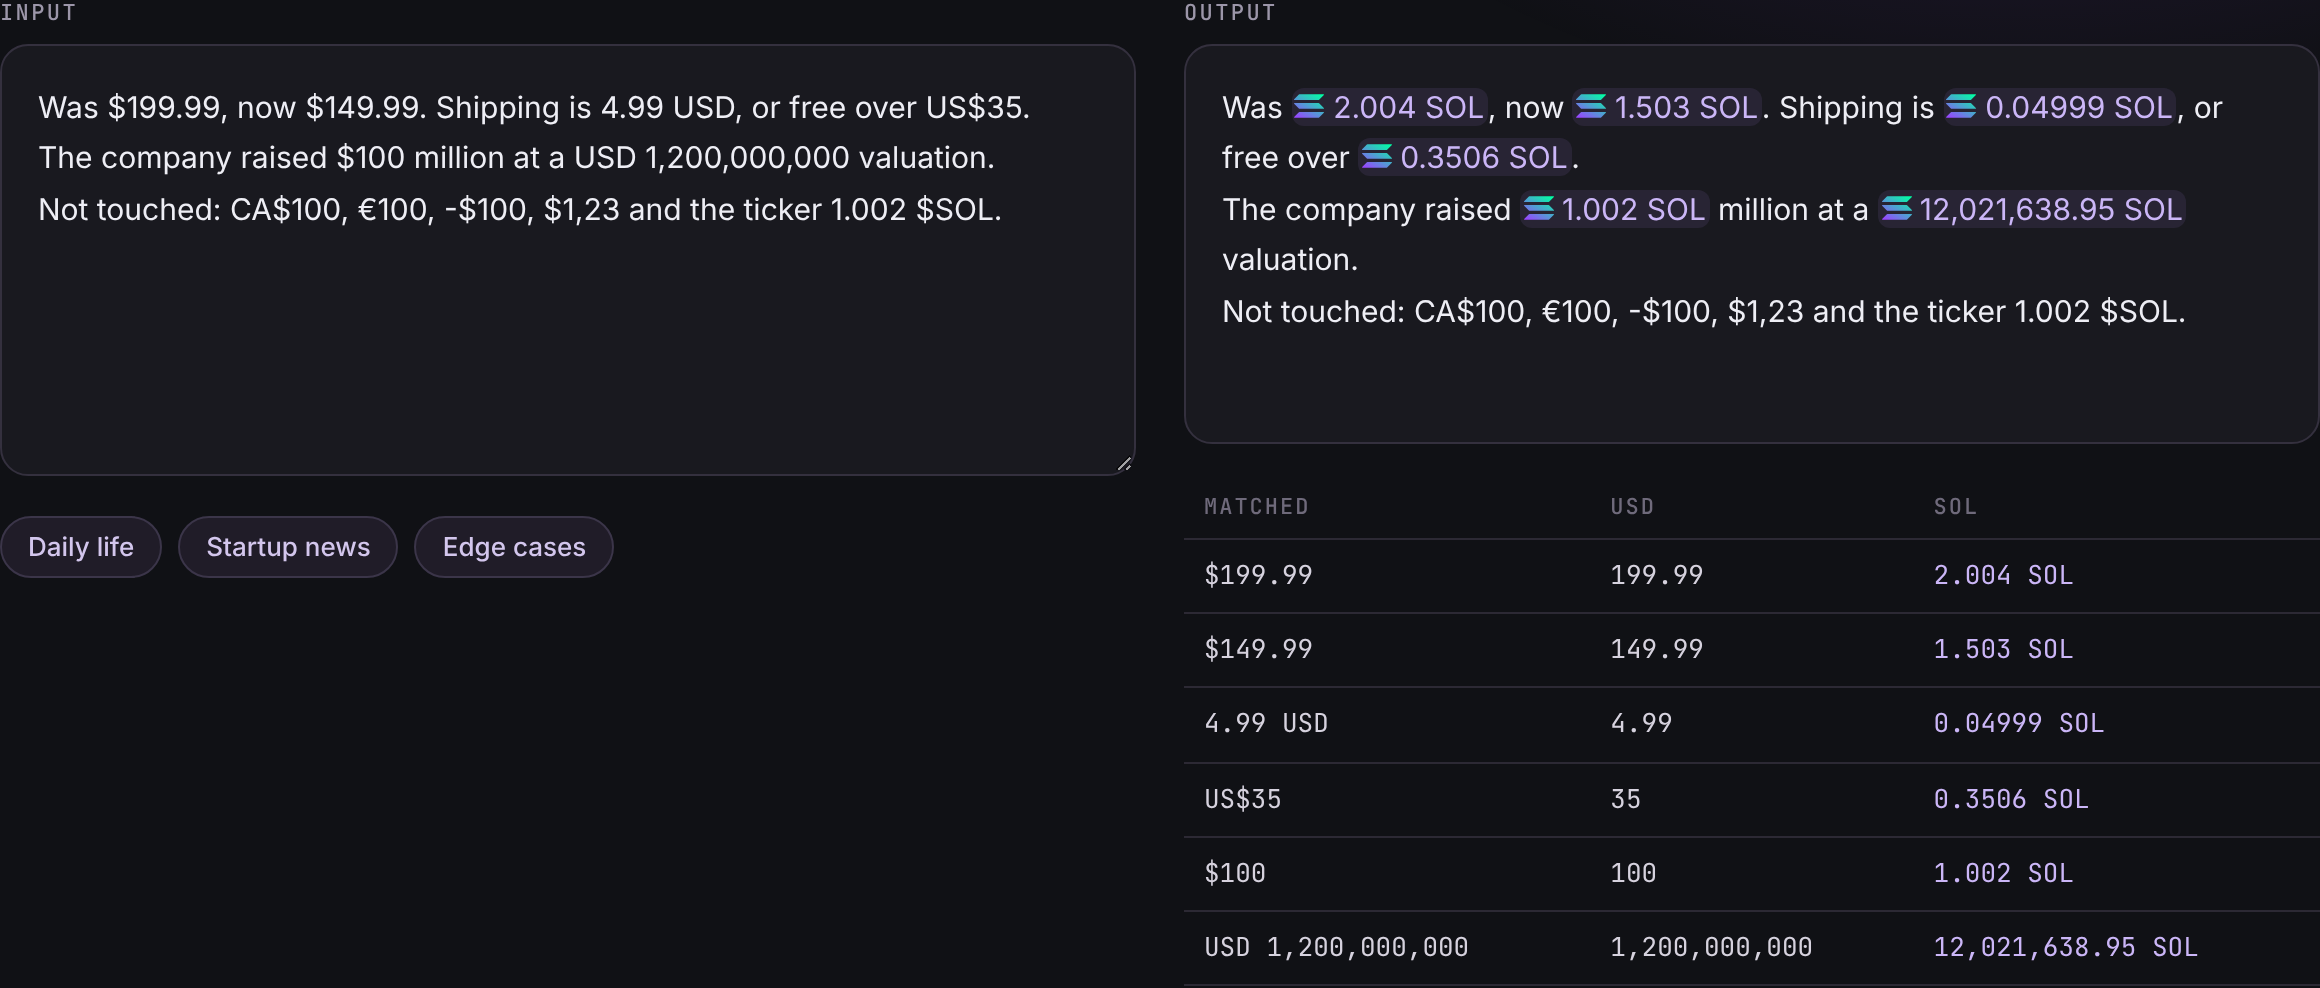 INPUT
Was $199.99, now $149.99. Shipping is 4.99 USD, or free over US$35.
The company raised $100 million at a USD 1,200,000,000 valuation.
Not touched: CA$100, €100, -$100, $1,23 and the ticker 1.002 $SOL.
Daily life
Startup news
Edge cases
OUTPUT
Was 2.004 SOL, now 1.503 SOL. Shipping is 0.04999 SOL, or
free over 0.3506 SOL.
The company raised 1.002 SOL million at a 12,021,638.95 SOL
valuation.
Not touched: CA$100, €100, -$100, $1,23 and the ticker 1.002 $SOL.
MATCHED USD SOL
$199.99 199.99 2.004 SOL
$149.99 149.99 1.503 SOL
4.99 USD 4.99 0.04999 SOL
US$35 35 0.3506 SOL
$100 100 1.002 SOL
USD 1,200,000,000 1,200,000,000 12,021,638.95 SOL